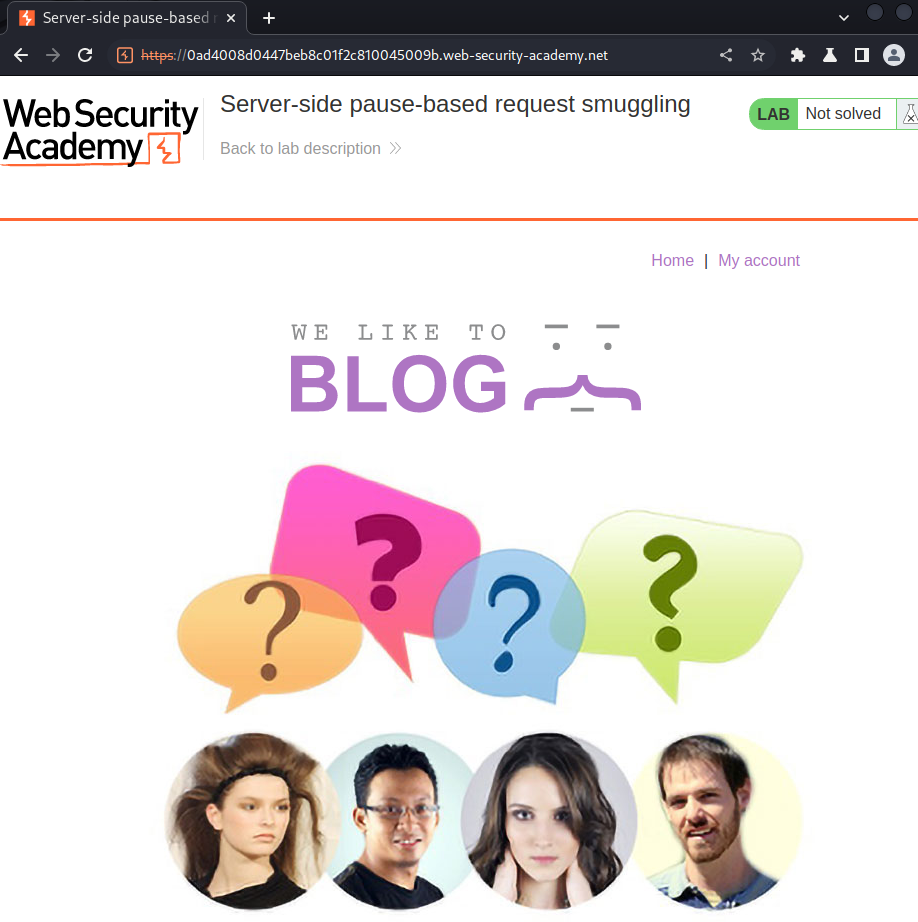 Server-side pause-based r
https://0ad4008d0447beb8c01f2c810045009b.web-security-academy.net
Web Security
Academy
Server-side pause-based request smuggling
Back to lab description
LAB Not solved
Home | My account
WE LIKE TO
BLOG
? ? ? ?